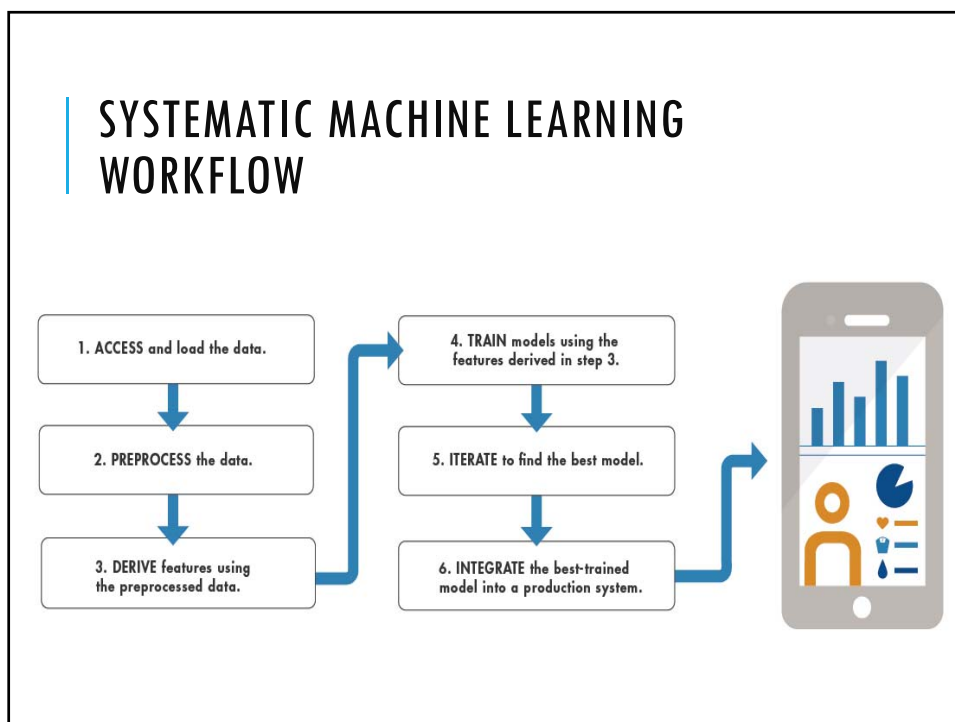 SYSTEMATIC MACHINE LEARNING
WORKFLOW
1. ACCESS and load the data.
2. PREPROCESS the data.
3. DERIVE features using
the preprocessed data.
4. TRAIN models using the
features derived in step 3.
5. ITERATE to find the best model.
6. INTEGRATE the best-trained
model into a production system.